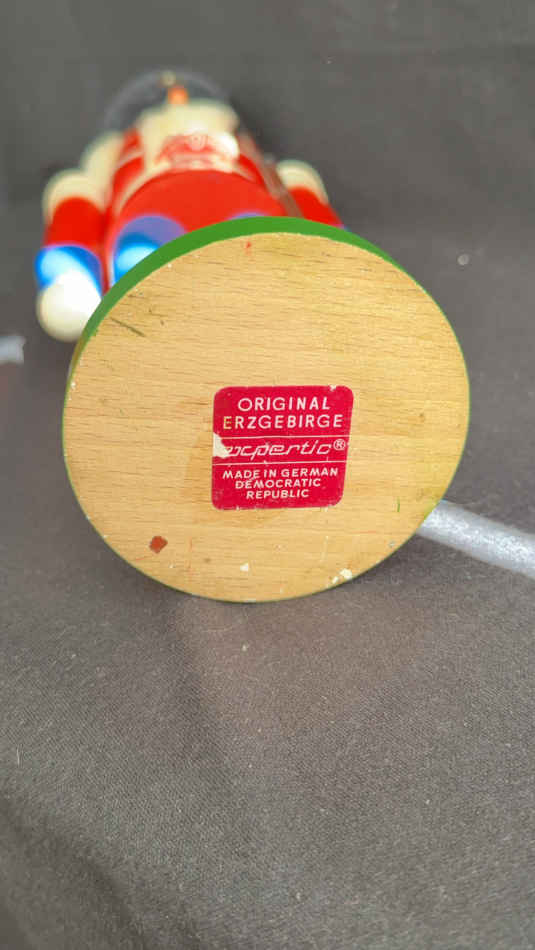 ORIGINAL
ERZGEBIRGE
expertic®
MADE IN GERMAN
DEMOCRATIC
REPUBLIC